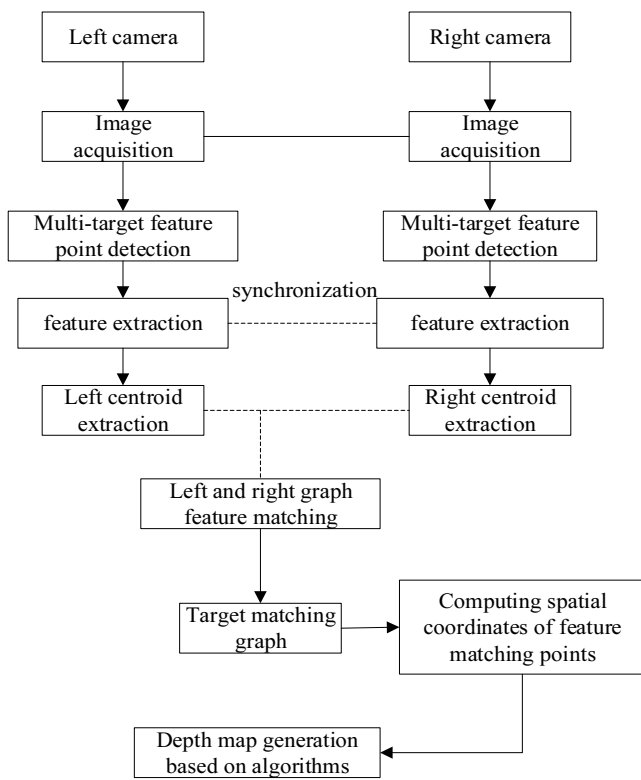 Left camera
Right camera
Image
acquisition
Image
acquisition
Multi-target feature
point detection
Multi-target feature
point detection
synchronization
feature extraction
feature extraction
Left centroid
extraction
Right centroid
extraction
Left and right graph
feature matching
Target matching
graph
Computing spatial
coordinates of feature
matching points
Depth map generation
based on algorithms